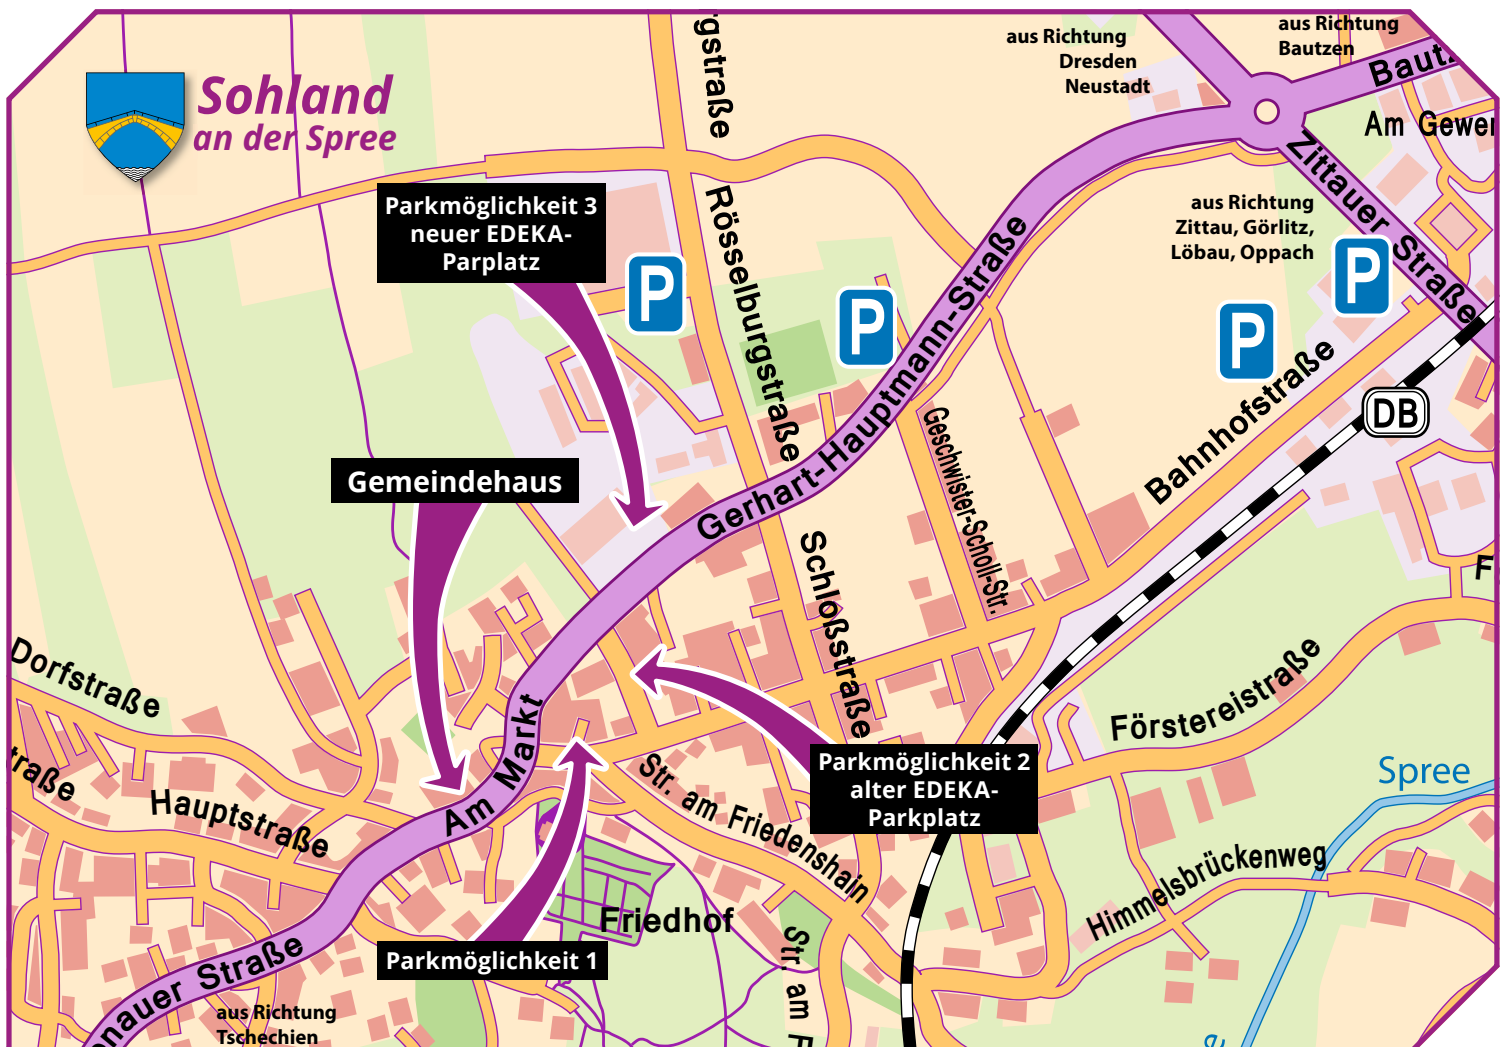 Sohland
an der Spree
gstraße
aus Richtung
Dresden
Neustadt
aus Richtung
Bautzen
Bautz
Am Gewer
Zittauer Straße
aus Richtung
Zittau, Görlitz,
Löbau, Oppach
Parkmöglichkeit 3
neuer EDEKA-
Parplatz
P
P
P
P
Rösselburgstraße
Gerhart-Hauptmann-Straße
Geschwister-Scholl-Str.
Bahnhofstraße
DB
Gemeindehaus
Schloßstraße
F
Dorfstraße
traße
Hauptstraße
Am Markt
Förstereistraße
Spree
Parkmöglichkeit 2
alter EDEKA-
Parkplatz
Str. am Friedenshain
Himmelsbrückenweg
Friedhof
Parkmöglichkeit 1
Str. am F
onauer Straße
aus Richtung
Tschechien
e